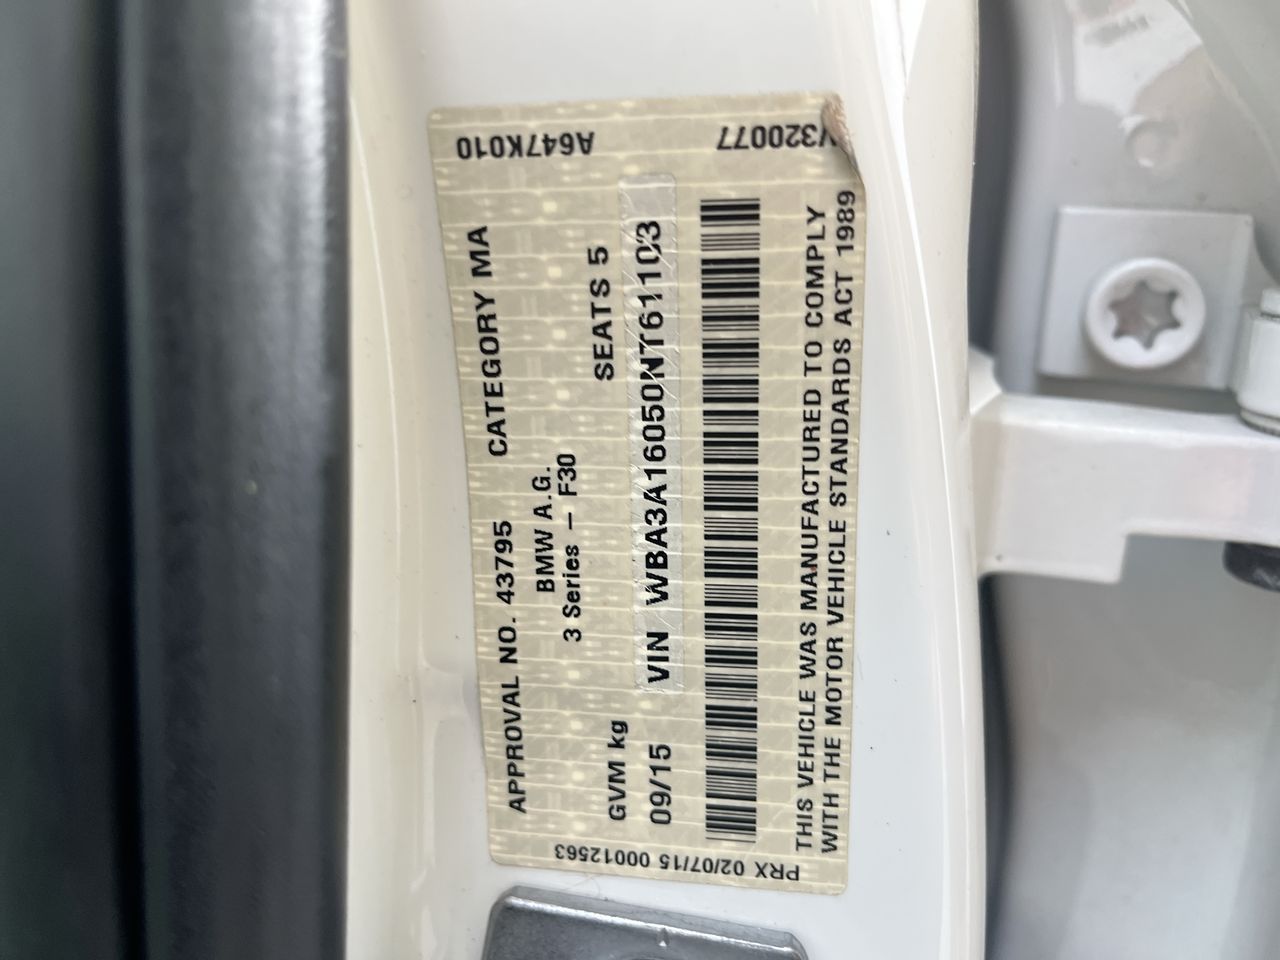 A647K010
V320077
APPROVAL NO. 43795 CATEGORY MA
BMW A.G.
3 Series – F30
GVM kg SEATS 5
09/15 VIN WBA3A16050NT61103
THIS VEHICLE WAS MANUFACTURED TO COMPLY
WITH THE MOTOR VEHICLE STANDARDS ACT 1989
PRX 02/07/15 00012563